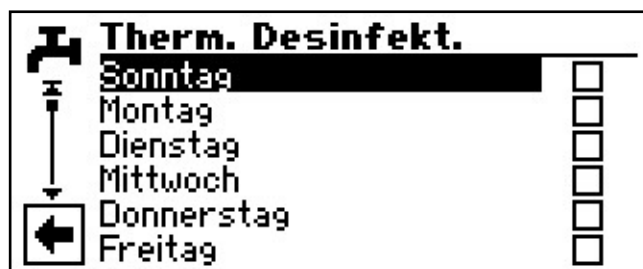 Therm. Desinfekt.
Sonntag
Montag
Dienstag
Mittwoch
Donnerstag
Freitag